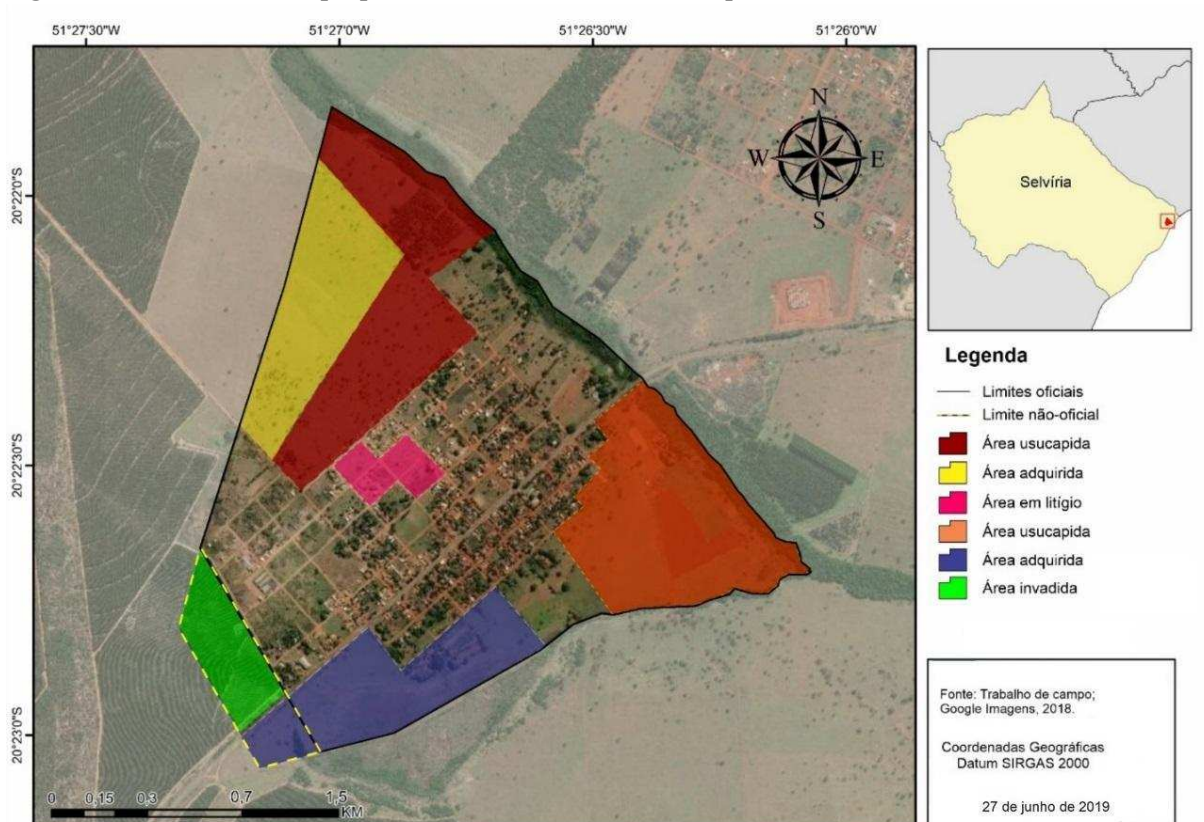 51°27'30"W 51°27'0"W 51°26'30"W 51°26'0"W
20°22'0"S
20°22'30"S
20°23'0"S
N
W E
S
0 0,15 0,3 0,7 1,5
KM
Selvíria
Legenda
Limites oficiais
Limite não-oficial
Área usucapida
Área adquirida
Área em litígio
Área usucapida
Área adquirida
Área invadida
Fonte: Trabalho de campo;
Google Imagens, 2018.
Coordenadas Geográficas
Datum SIRGAS 2000
27 de junho de 2019